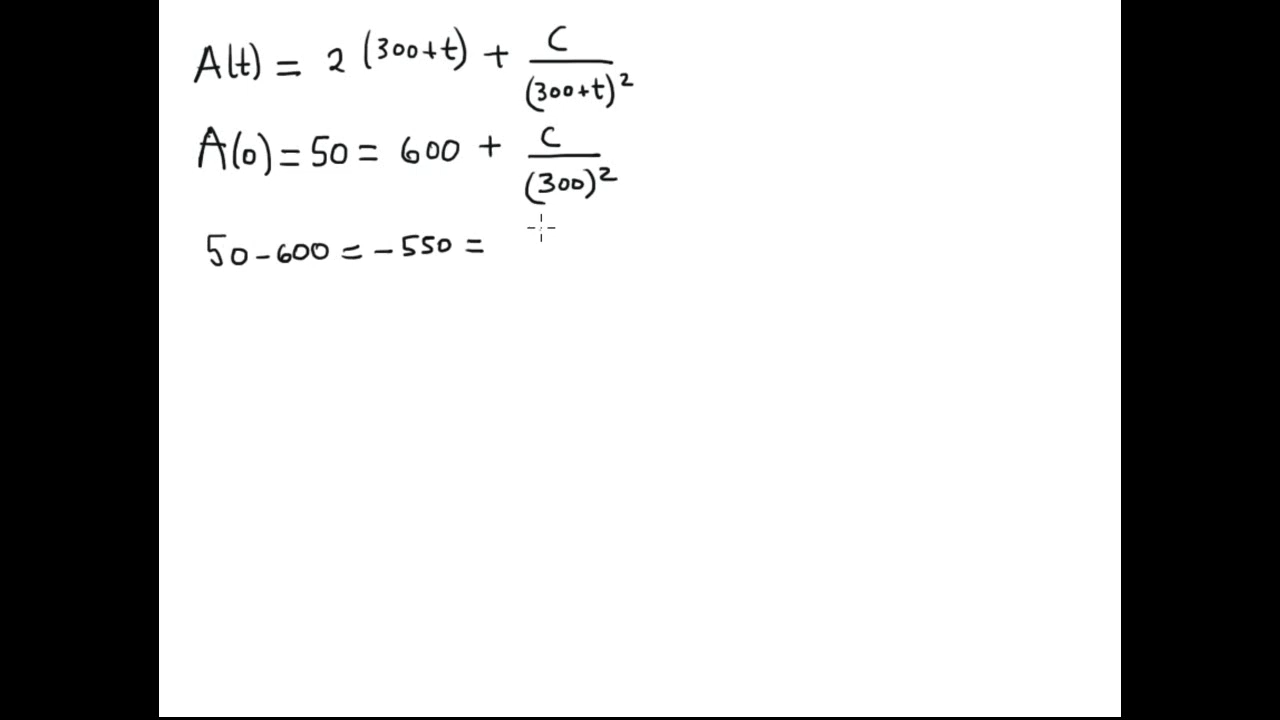 A(t) = 2 (300+t) + C/(300+t)²
A(0) = 50 = 600 + C/(300)²
50 - 600 = - 550 =